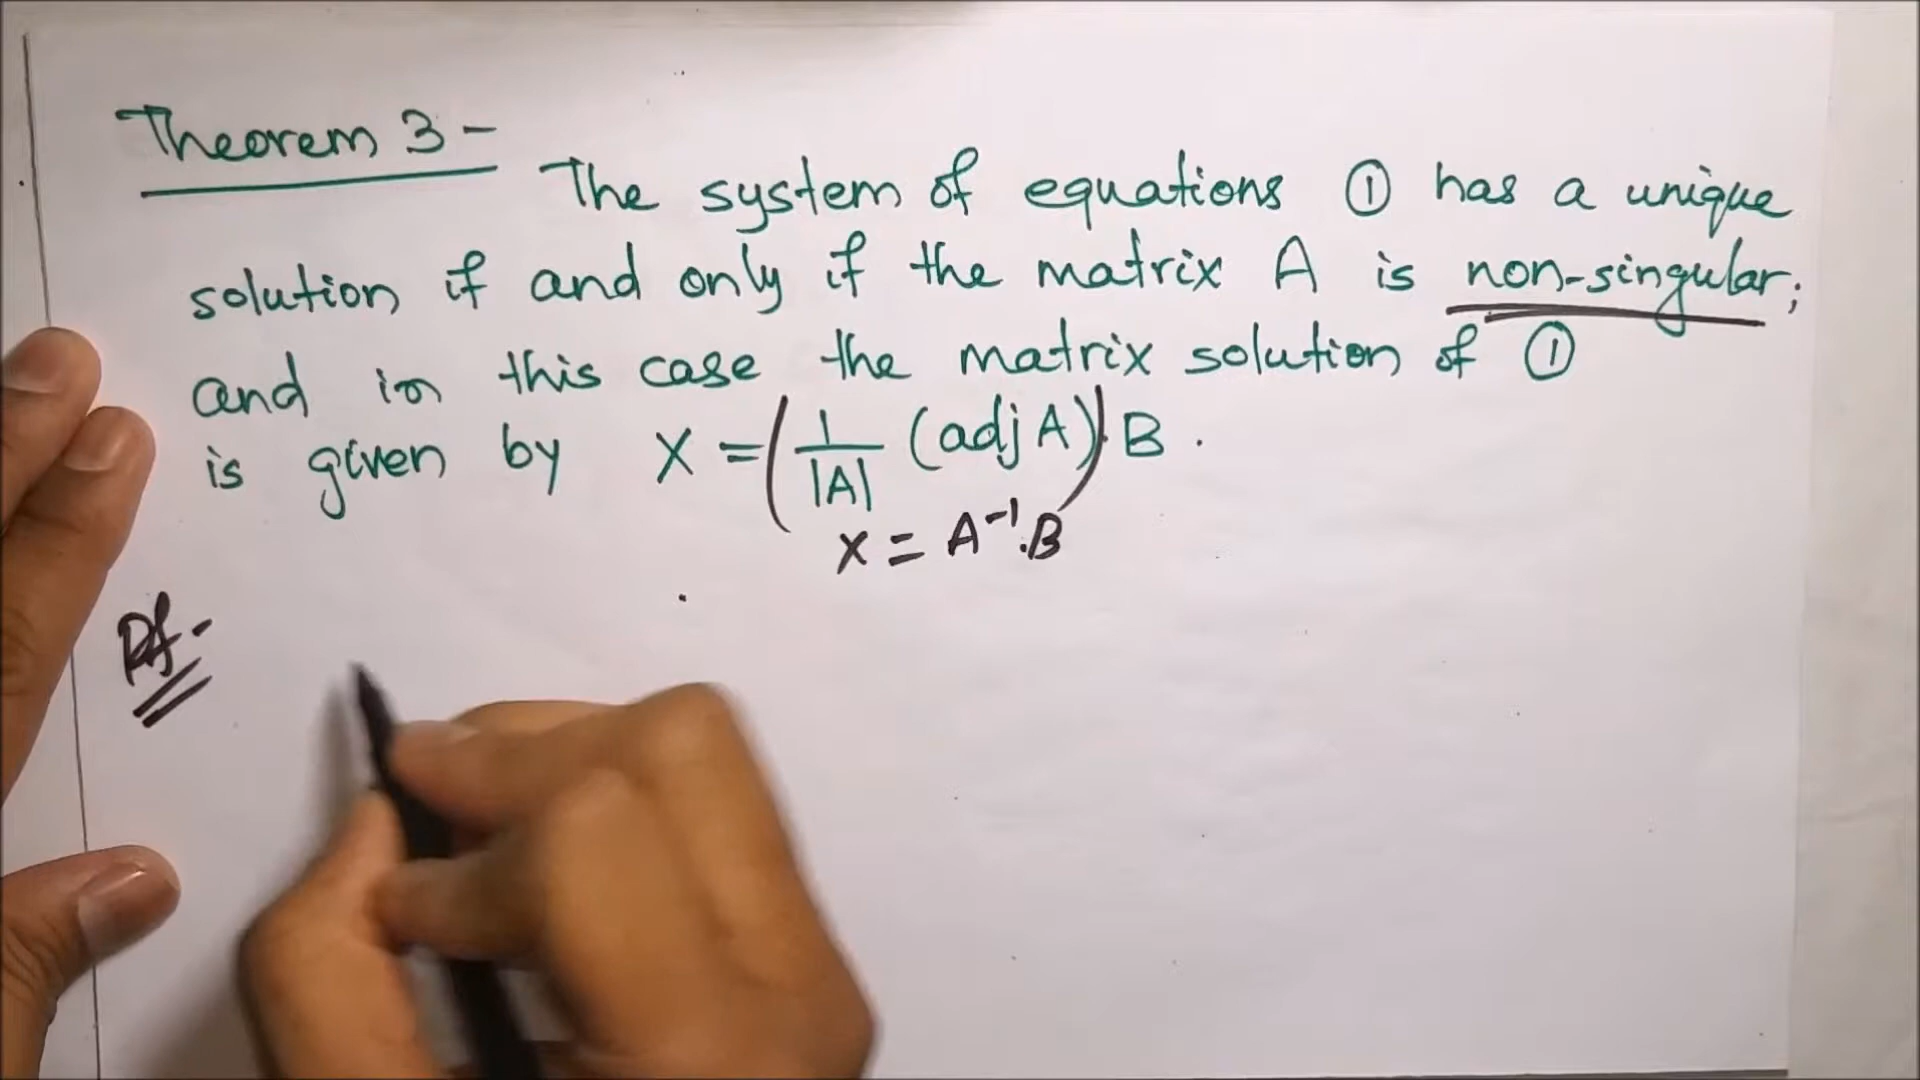 Theorem 3 -
The system of equations ① has a unique
solution if and only if the matrix A is non-singular;
and in this case the matrix solution of ①
is given by X = (1/|A| (adj A)) · B .
X = A⁻¹.B
Pf -